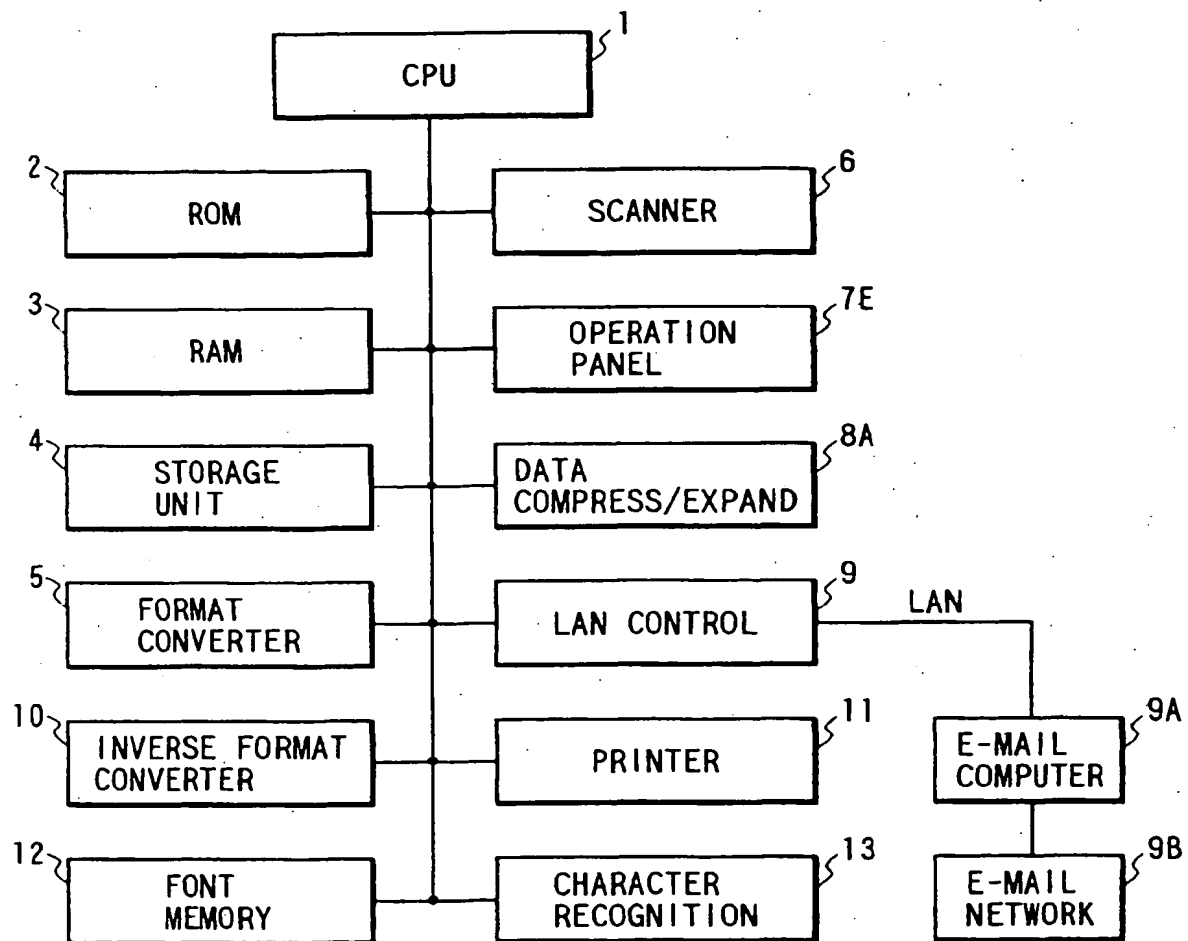 1
CPU
2
ROM
6
SCANNER
3
RAM
7E
OPERATION
PANEL
4
STORAGE
UNIT
8A
DATA
COMPRESS/EXPAND
5
FORMAT
CONVERTER
9
LAN CONTROL
LAN
10
INVERSE FORMAT
CONVERTER
11
PRINTER
9A
E-MAIL
COMPUTER
12
FONT
MEMORY
13
CHARACTER
RECOGNITION
9B
E-MAIL
NETWORK